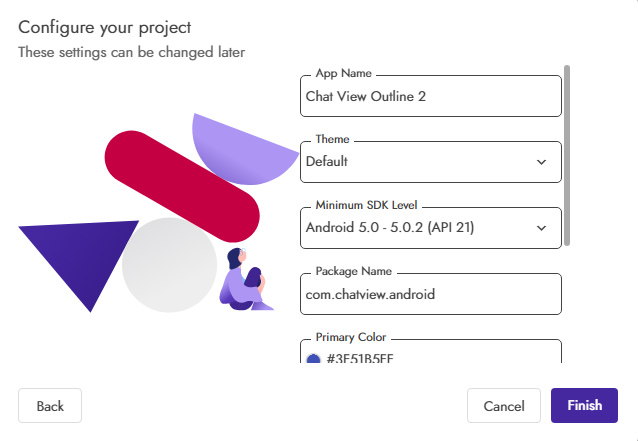 Configure your project
These settings can be changed later
App Name
Chat View Outline 2
Theme
Default
Minimum SDK Level
Android 5.0 - 5.0.2 (API 21)
Package Name
com.chatview.android
Primary Color
#3F51B5FF
Back
Cancel
Finish